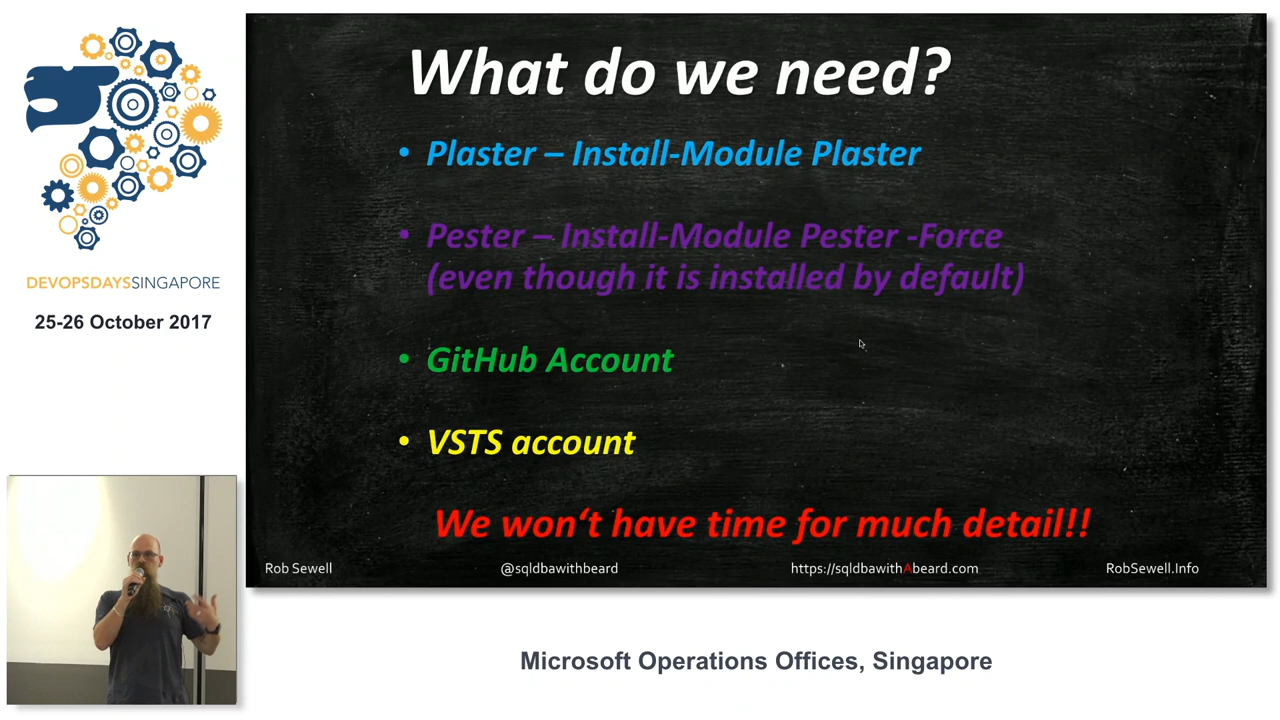 DEVOPSDAYSSINGAPORE
25-26 October 2017
What do we need?
• Plaster – Install-Module Plaster
• Pester – Install-Module Pester -Force
(even though it is installed by default)
• GitHub Account
• VSTS account
We won‘t have time for much detail!!
Rob Sewell
@sqldbawithbeard
https://sqldbawithAbeard.com
RobSewell.Info
Microsoft Operations Offices, Singapore